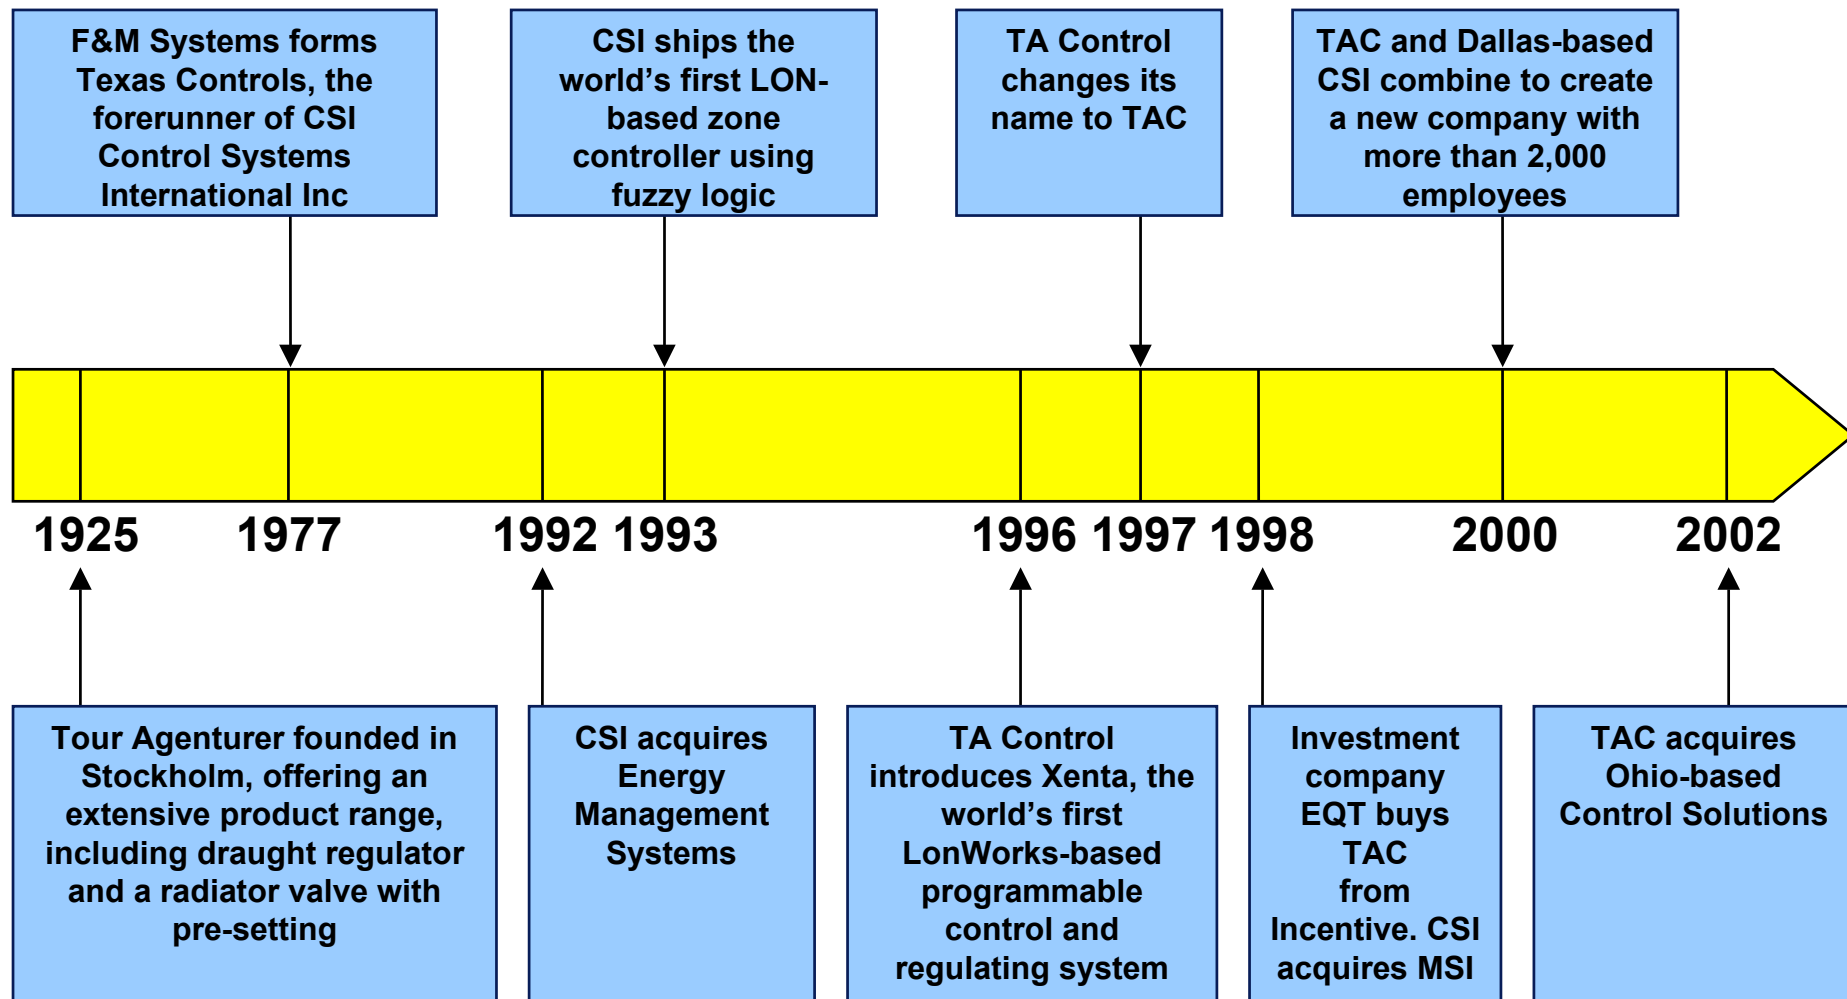 F&M Systems forms
Texas Controls, the
forerunner of CSI
Control Systems
International Inc
CSI ships the
world's first LON-
based zone
controller using
fuzzy logic
TA Control
changes its
name to TAC
TAC and Dallas-based
CSI combine to create
a new company with
more than 2,000
employees
1925
1977
1992
1993
1996
1997
1998
2000
2002
Tour Agenturer founded in
Stockholm, offering an
extensive product range,
including draught regulator
and a radiator valve with
pre-setting
CSI acquires
Energy
Management
Systems
TA Control
introduces Xenta, the
world's first
LonWorks-based
programmable
control and
regulating system
Investment
company
EQT buys
TAC
from
Incentive. CSI
acquires MSI
TAC acquires
Ohio-based
Control Solutions